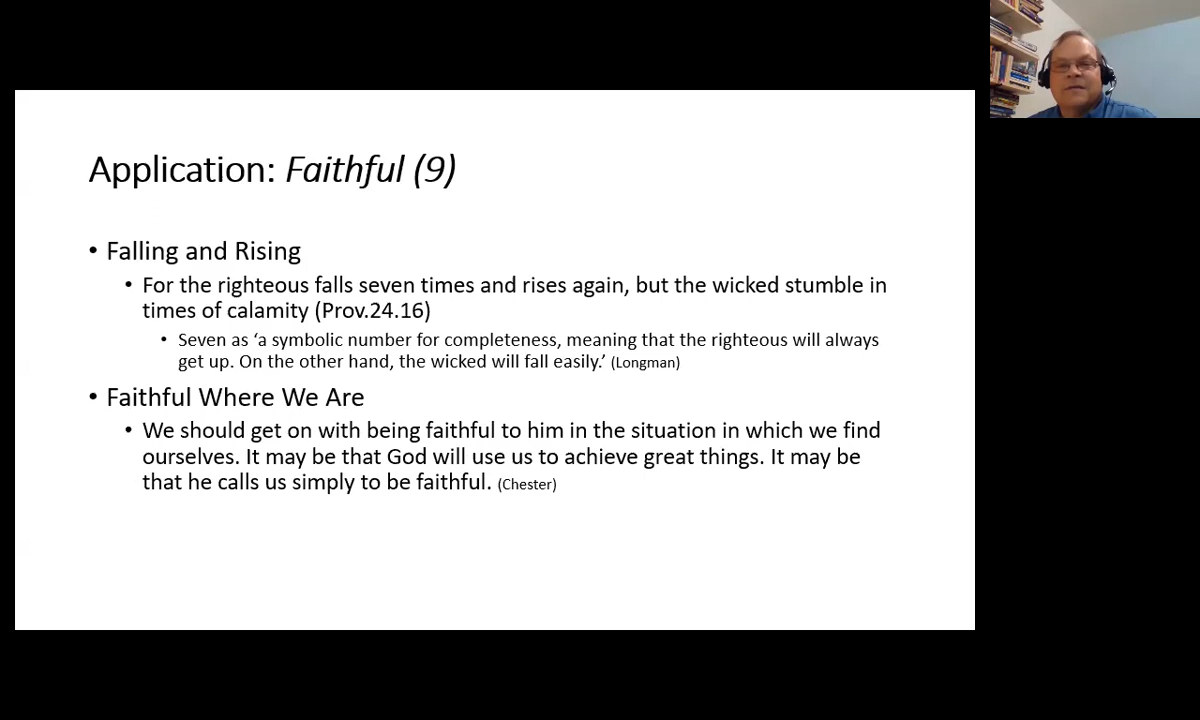 Application: Faithful (9)
• Falling and Rising
• For the righteous falls seven times and rises again, but the wicked stumble in
times of calamity (Prov.24.16)
• Seven as ‘a symbolic number for completeness, meaning that the righteous will always
get up. On the other hand, the wicked will fall easily.’ (Longman)
• Faithful Where We Are
• We should get on with being faithful to him in the situation in which we find
ourselves. It may be that God will use us to achieve great things. It may be
that he calls us simply to be faithful. (Chester)